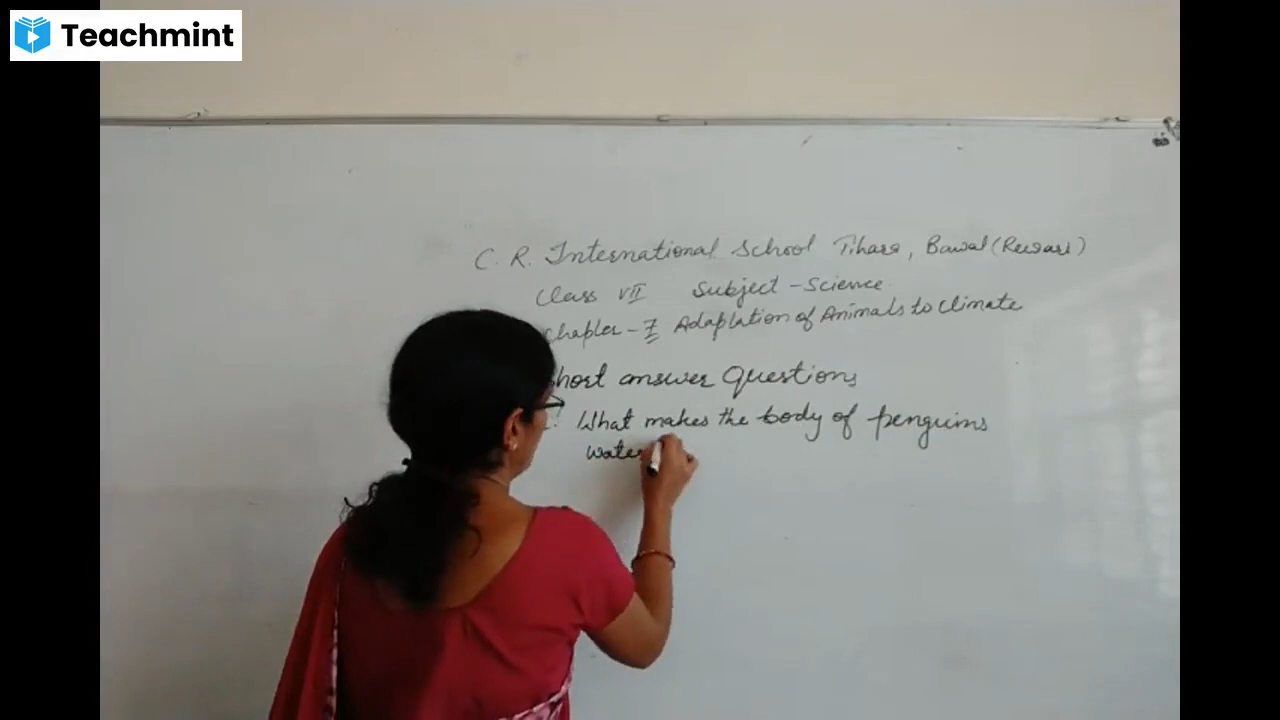 Teachmint
C. R. International School Tihara, Bawal (Rewari)
Class VII Subject - Science
Chapter - 7 Adaptation of Animals to Climate
Short answer Questions
What makes the body of penguins
water